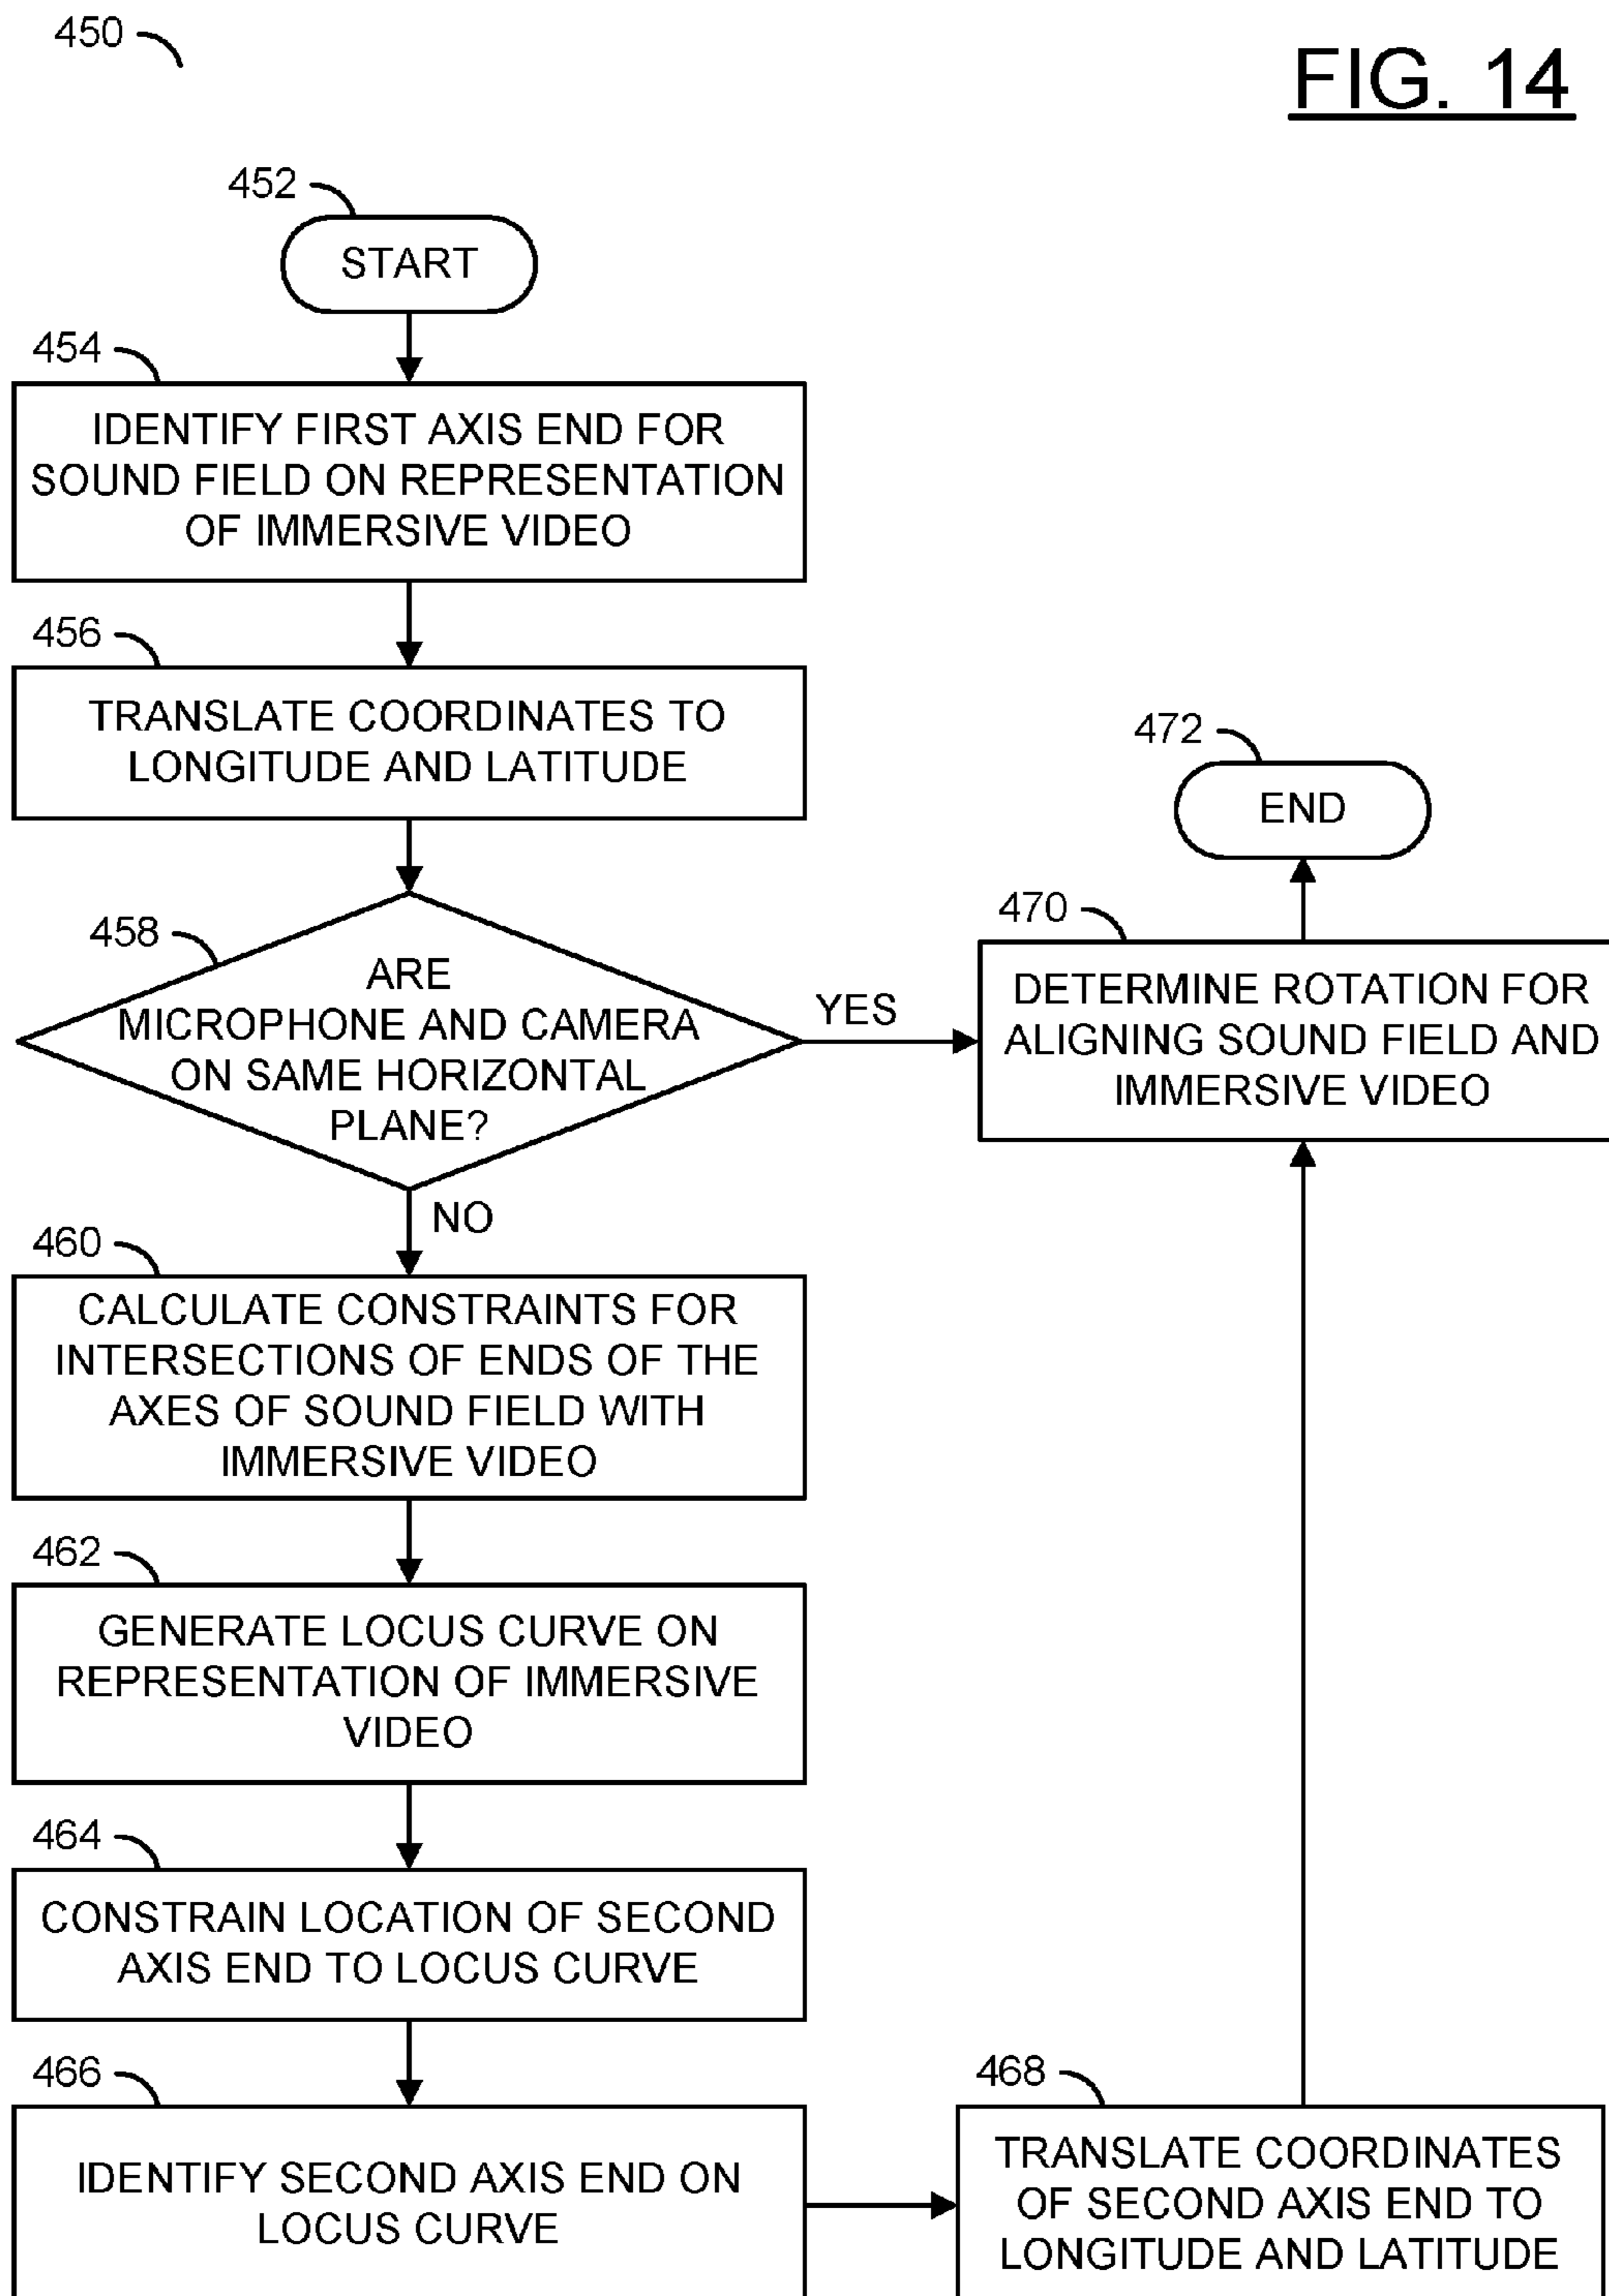 450
FIG. 14
452
START
454
IDENTIFY FIRST AXIS END FOR
SOUND FIELD ON REPRESENTATION
OF IMMERSIVE VIDEO
456
TRANSLATE COORDINATES TO
LONGITUDE AND LATITUDE
458
ARE
MICROPHONE AND CAMERA
ON SAME HORIZONTAL
PLANE?
YES
NO
460
CALCULATE CONSTRAINTS FOR
INTERSECTIONS OF ENDS OF THE
AXES OF SOUND FIELD WITH
IMMERSIVE VIDEO
462
GENERATE LOCUS CURVE ON
REPRESENTATION OF IMMERSIVE
VIDEO
464
CONSTRAIN LOCATION OF SECOND
AXIS END TO LOCUS CURVE
466
IDENTIFY SECOND AXIS END ON
LOCUS CURVE
468
TRANSLATE COORDINATES
OF SECOND AXIS END TO
LONGITUDE AND LATITUDE
470
DETERMINE ROTATION FOR
ALIGNING SOUND FIELD AND
IMMERSIVE VIDEO
472
END